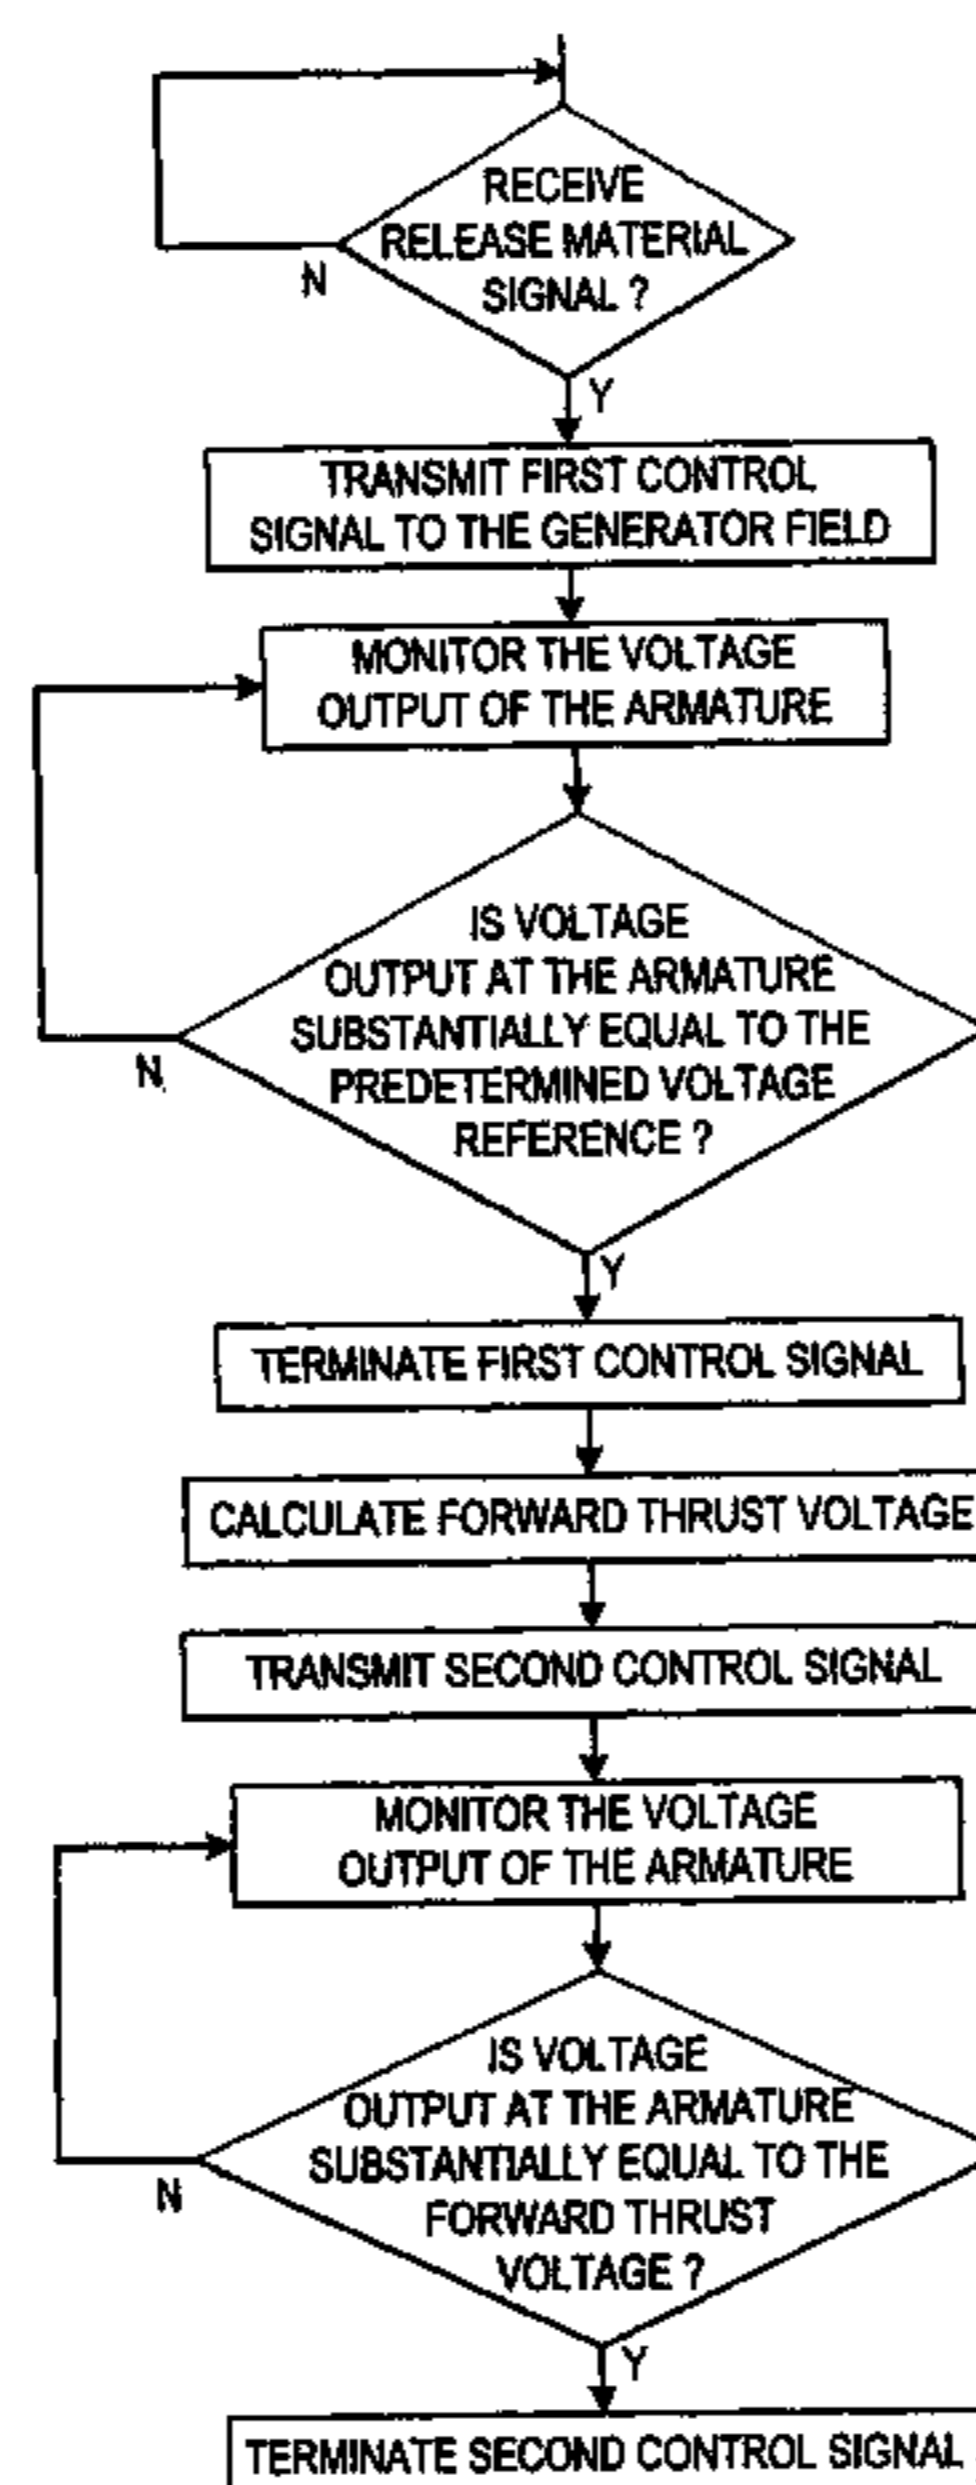 RECEIVE
RELEASE MATERIAL
SIGNAL ?
N
Y
TRANSMIT FIRST CONTROL
SIGNAL TO THE GENERATOR FIELD
MONITOR THE VOLTAGE
OUTPUT OF THE ARMATURE
IS VOLTAGE
OUTPUT AT THE ARMATURE
SUBSTANTIALLY EQUAL TO THE
PREDETERMINED VOLTAGE
REFERENCE ?
N
Y
TERMINATE FIRST CONTROL SIGNAL
CALCULATE FORWARD THRUST VOLTAGE
TRANSMIT SECOND CONTROL SIGNAL
MONITOR THE VOLTAGE
OUTPUT OF THE ARMATURE
IS VOLTAGE
OUTPUT AT THE ARMATURE
SUBSTANTIALLY EQUAL TO THE
FORWARD THRUST
VOLTAGE ?
N
Y
TERMINATE SECOND CONTROL SIGNAL